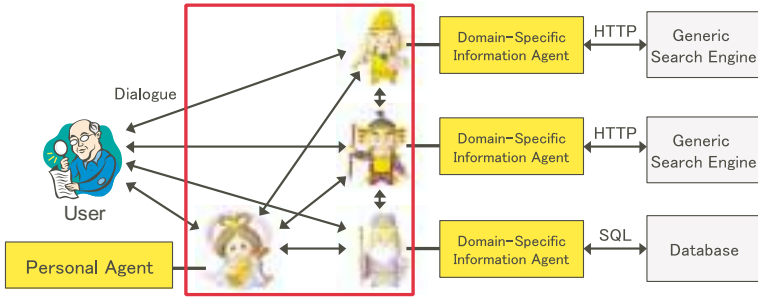 Domain-Specific
Information Agent
HTTP
Generic
Search Engine
Dialogue
Domain-Specific
Information Agent
HTTP
Generic
Search Engine
User
Domain-Specific
Information Agent
SQL
Database
Personal Agent